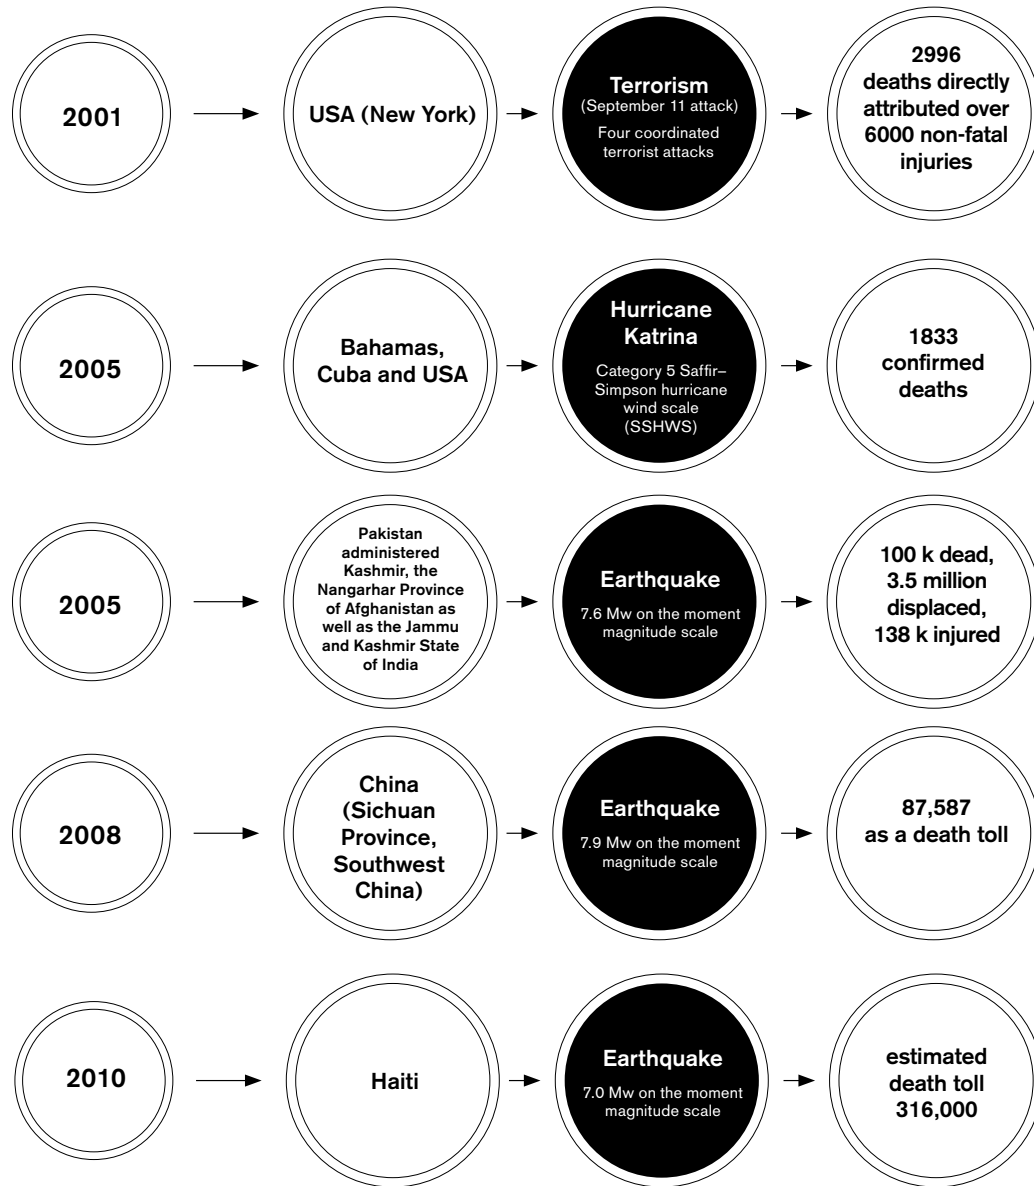 2001
USA (New York)
Terrorism
(September 11 attack)
Four coordinated
terrorist attacks
2996
deaths directly
attributed over
6000 non-fatal
injuries
2005
Bahamas,
Cuba and USA
Hurricane
Katrina
Category 5 Saffir–
Simpson hurricane
wind scale
(SSHWS)
1833
confirmed
deaths
2005
Pakistan
administered
Kashmir, the
Nangarhar Province
of Afghanistan as
well as the Jammu
and Kashmir State
of India
Earthquake
7.6 Mw on the moment
magnitude scale
100 k dead,
3.5 million
displaced,
138 k injured
2008
China
(Sichuan
Province,
Southwest
China)
Earthquake
7.9 Mw on the moment
magnitude scale
87,587
as a death toll
2010
Haiti
Earthquake
7.0 Mw on the moment
magnitude scale
estimated
death toll
316,000